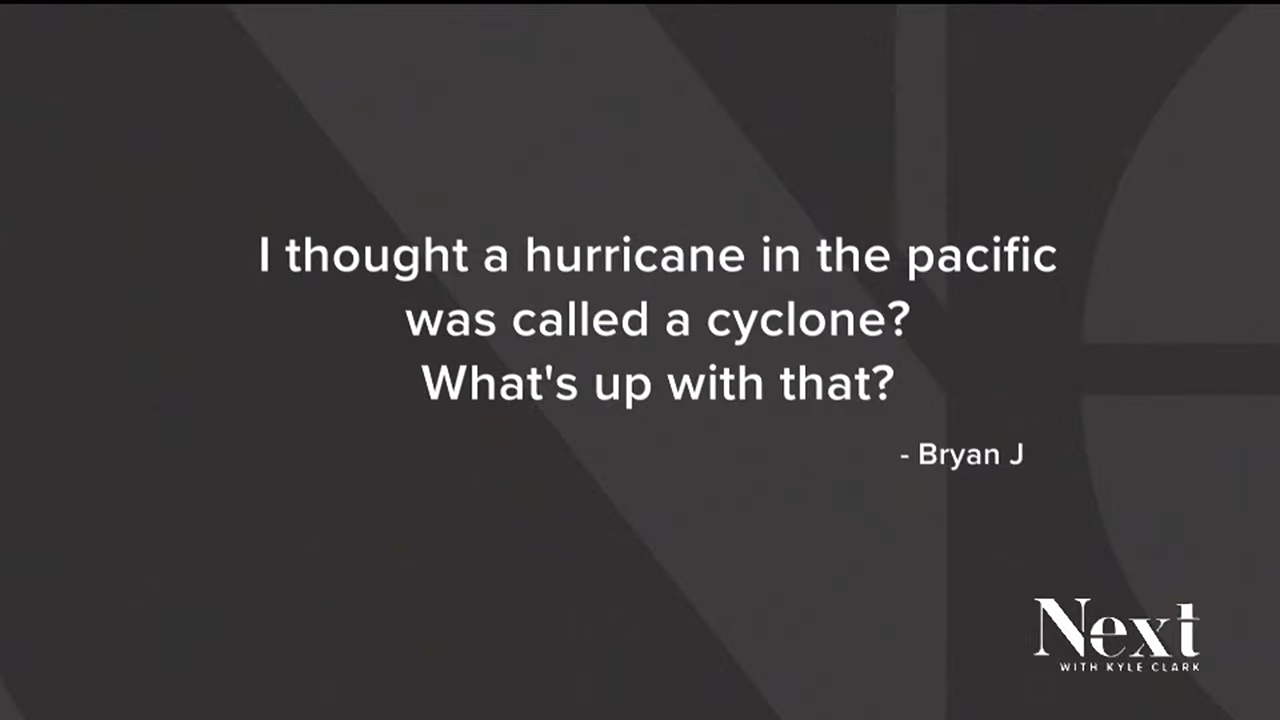 I thought a hurricane in the pacific
was called a cyclone?
What's up with that?
- Bryan J
Next
WITH KYLE CLARK